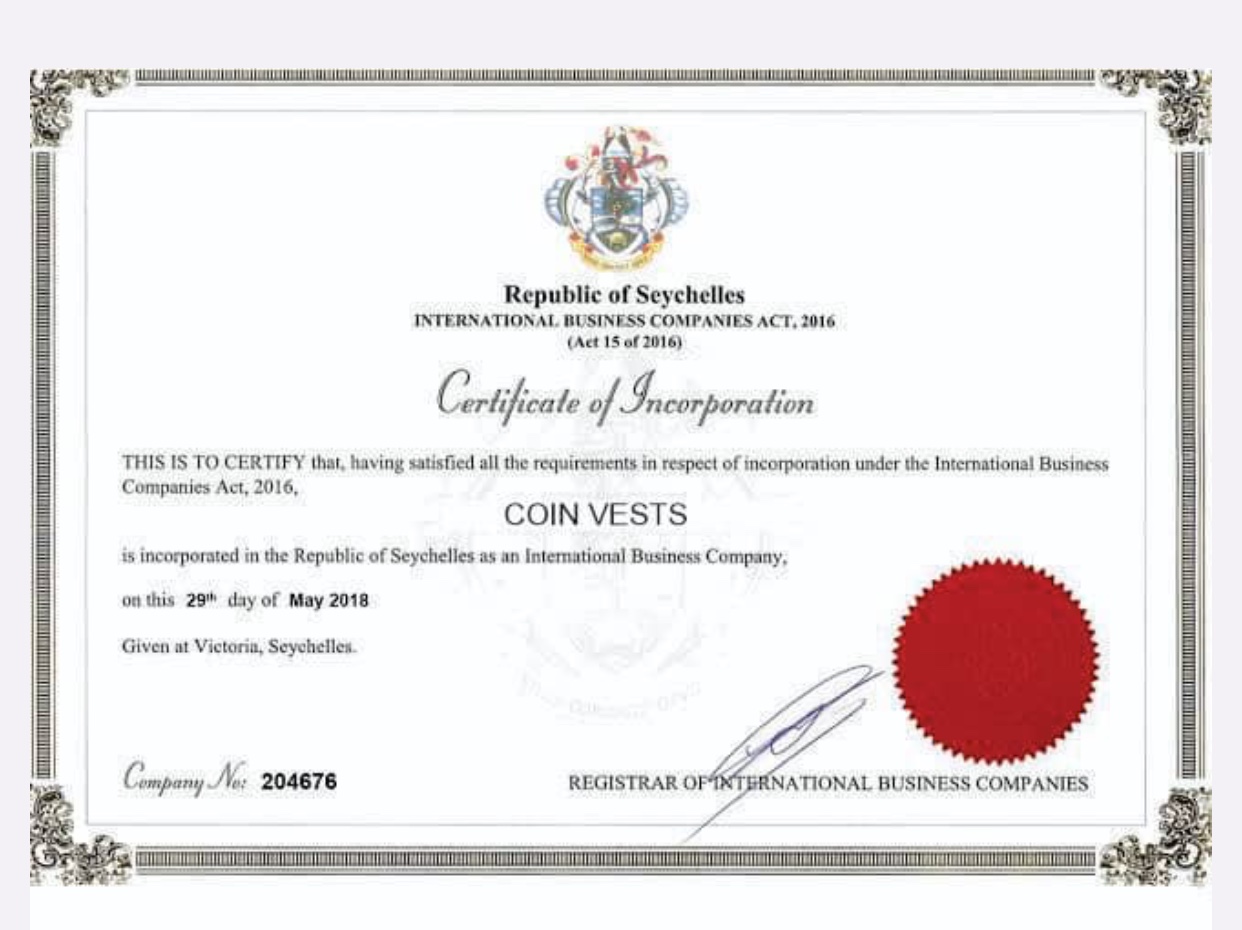 Republic of Seychelles
INTERNATIONAL BUSINESS COMPANIES ACT, 2016
(Act 15 of 2016)
Certificate of Incorporation
THIS IS TO CERTIFY that, having satisfied all the requirements in respect of incorporation under the International Business
Companies Act, 2016,
COIN VESTS
is incorporated in the Republic of Seychelles as an International Business Company,
on this 29th day of May 2018
Given at Victoria, Seychelles.
Company No: 204676
REGISTRAR OF INTERNATIONAL BUSINESS COMPANIES